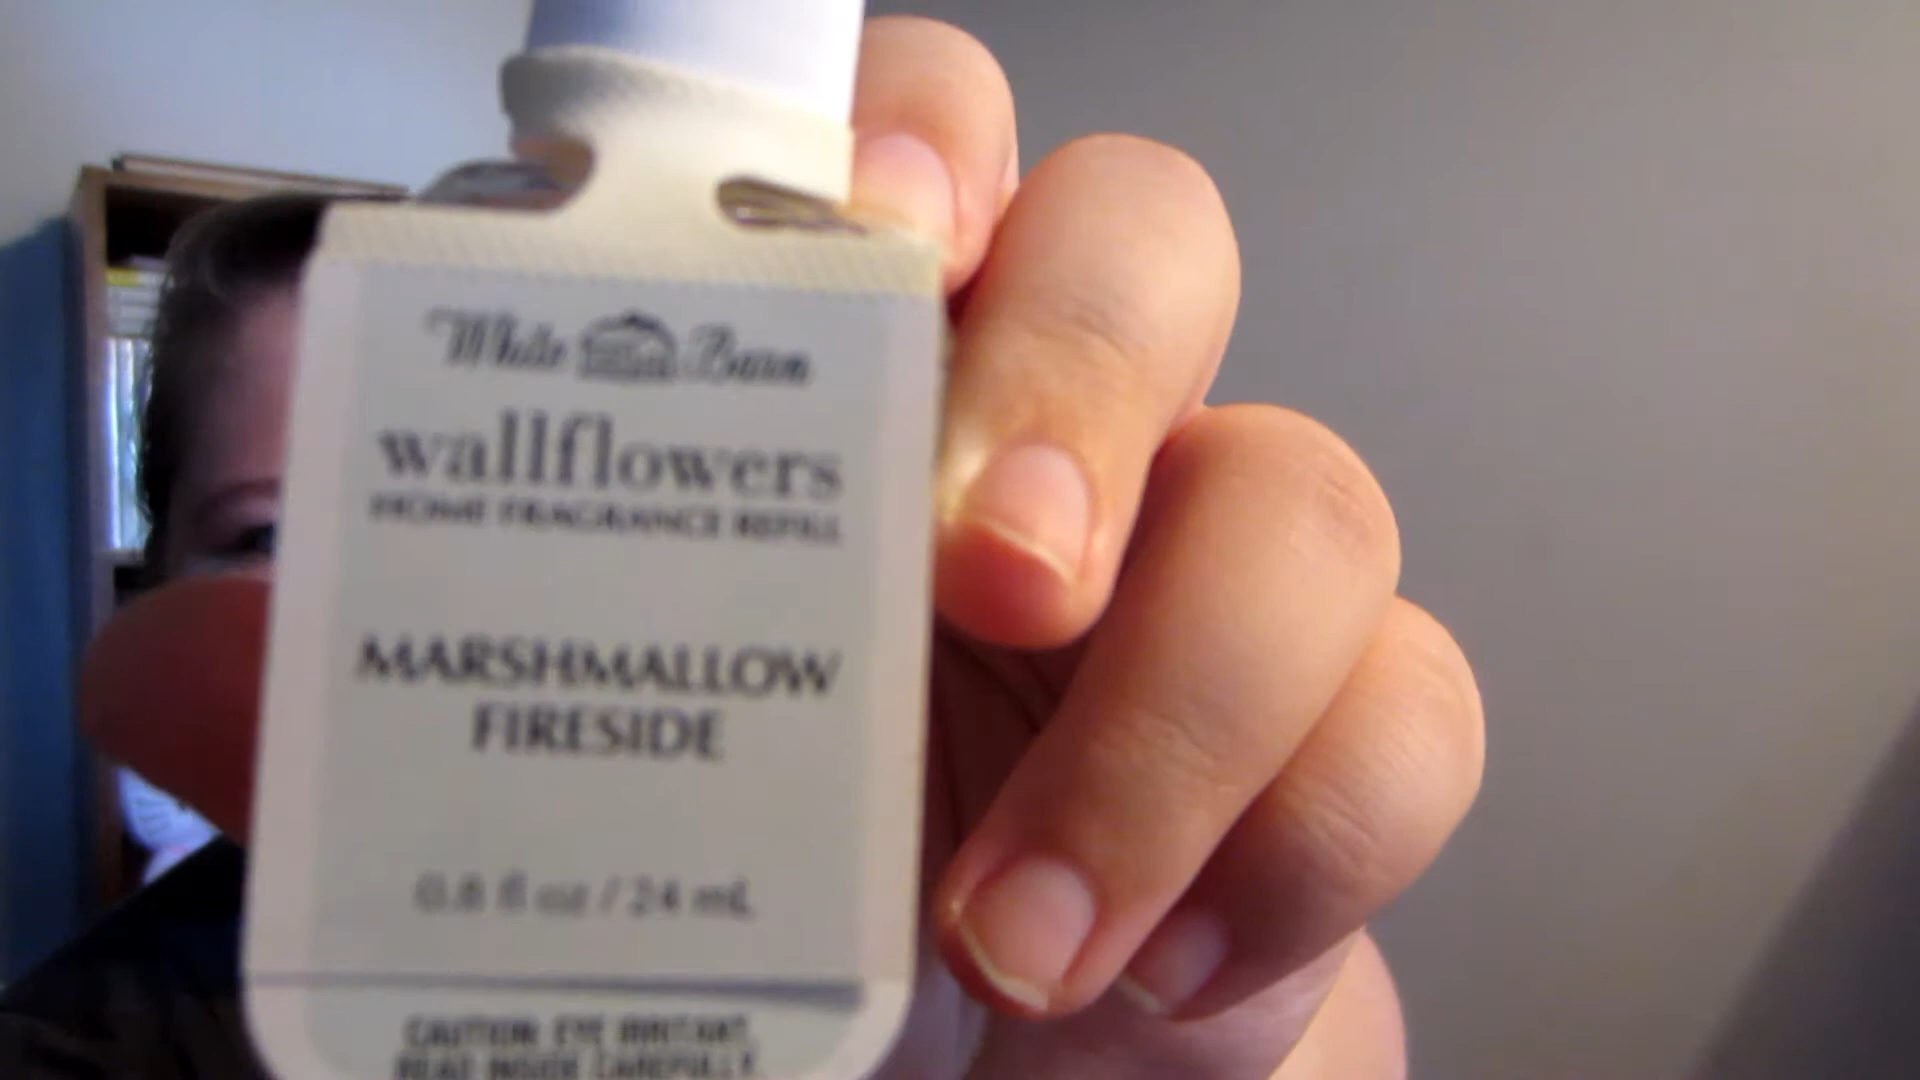 White Barn
wallflowers
HOME FRAGRANCE REFILL
MARSHMALLOW
FIRESIDE
0.8 fl oz / 24 mL
CAUTION: EYE IRRITANT.
READ INSIDE CAREFULLY.